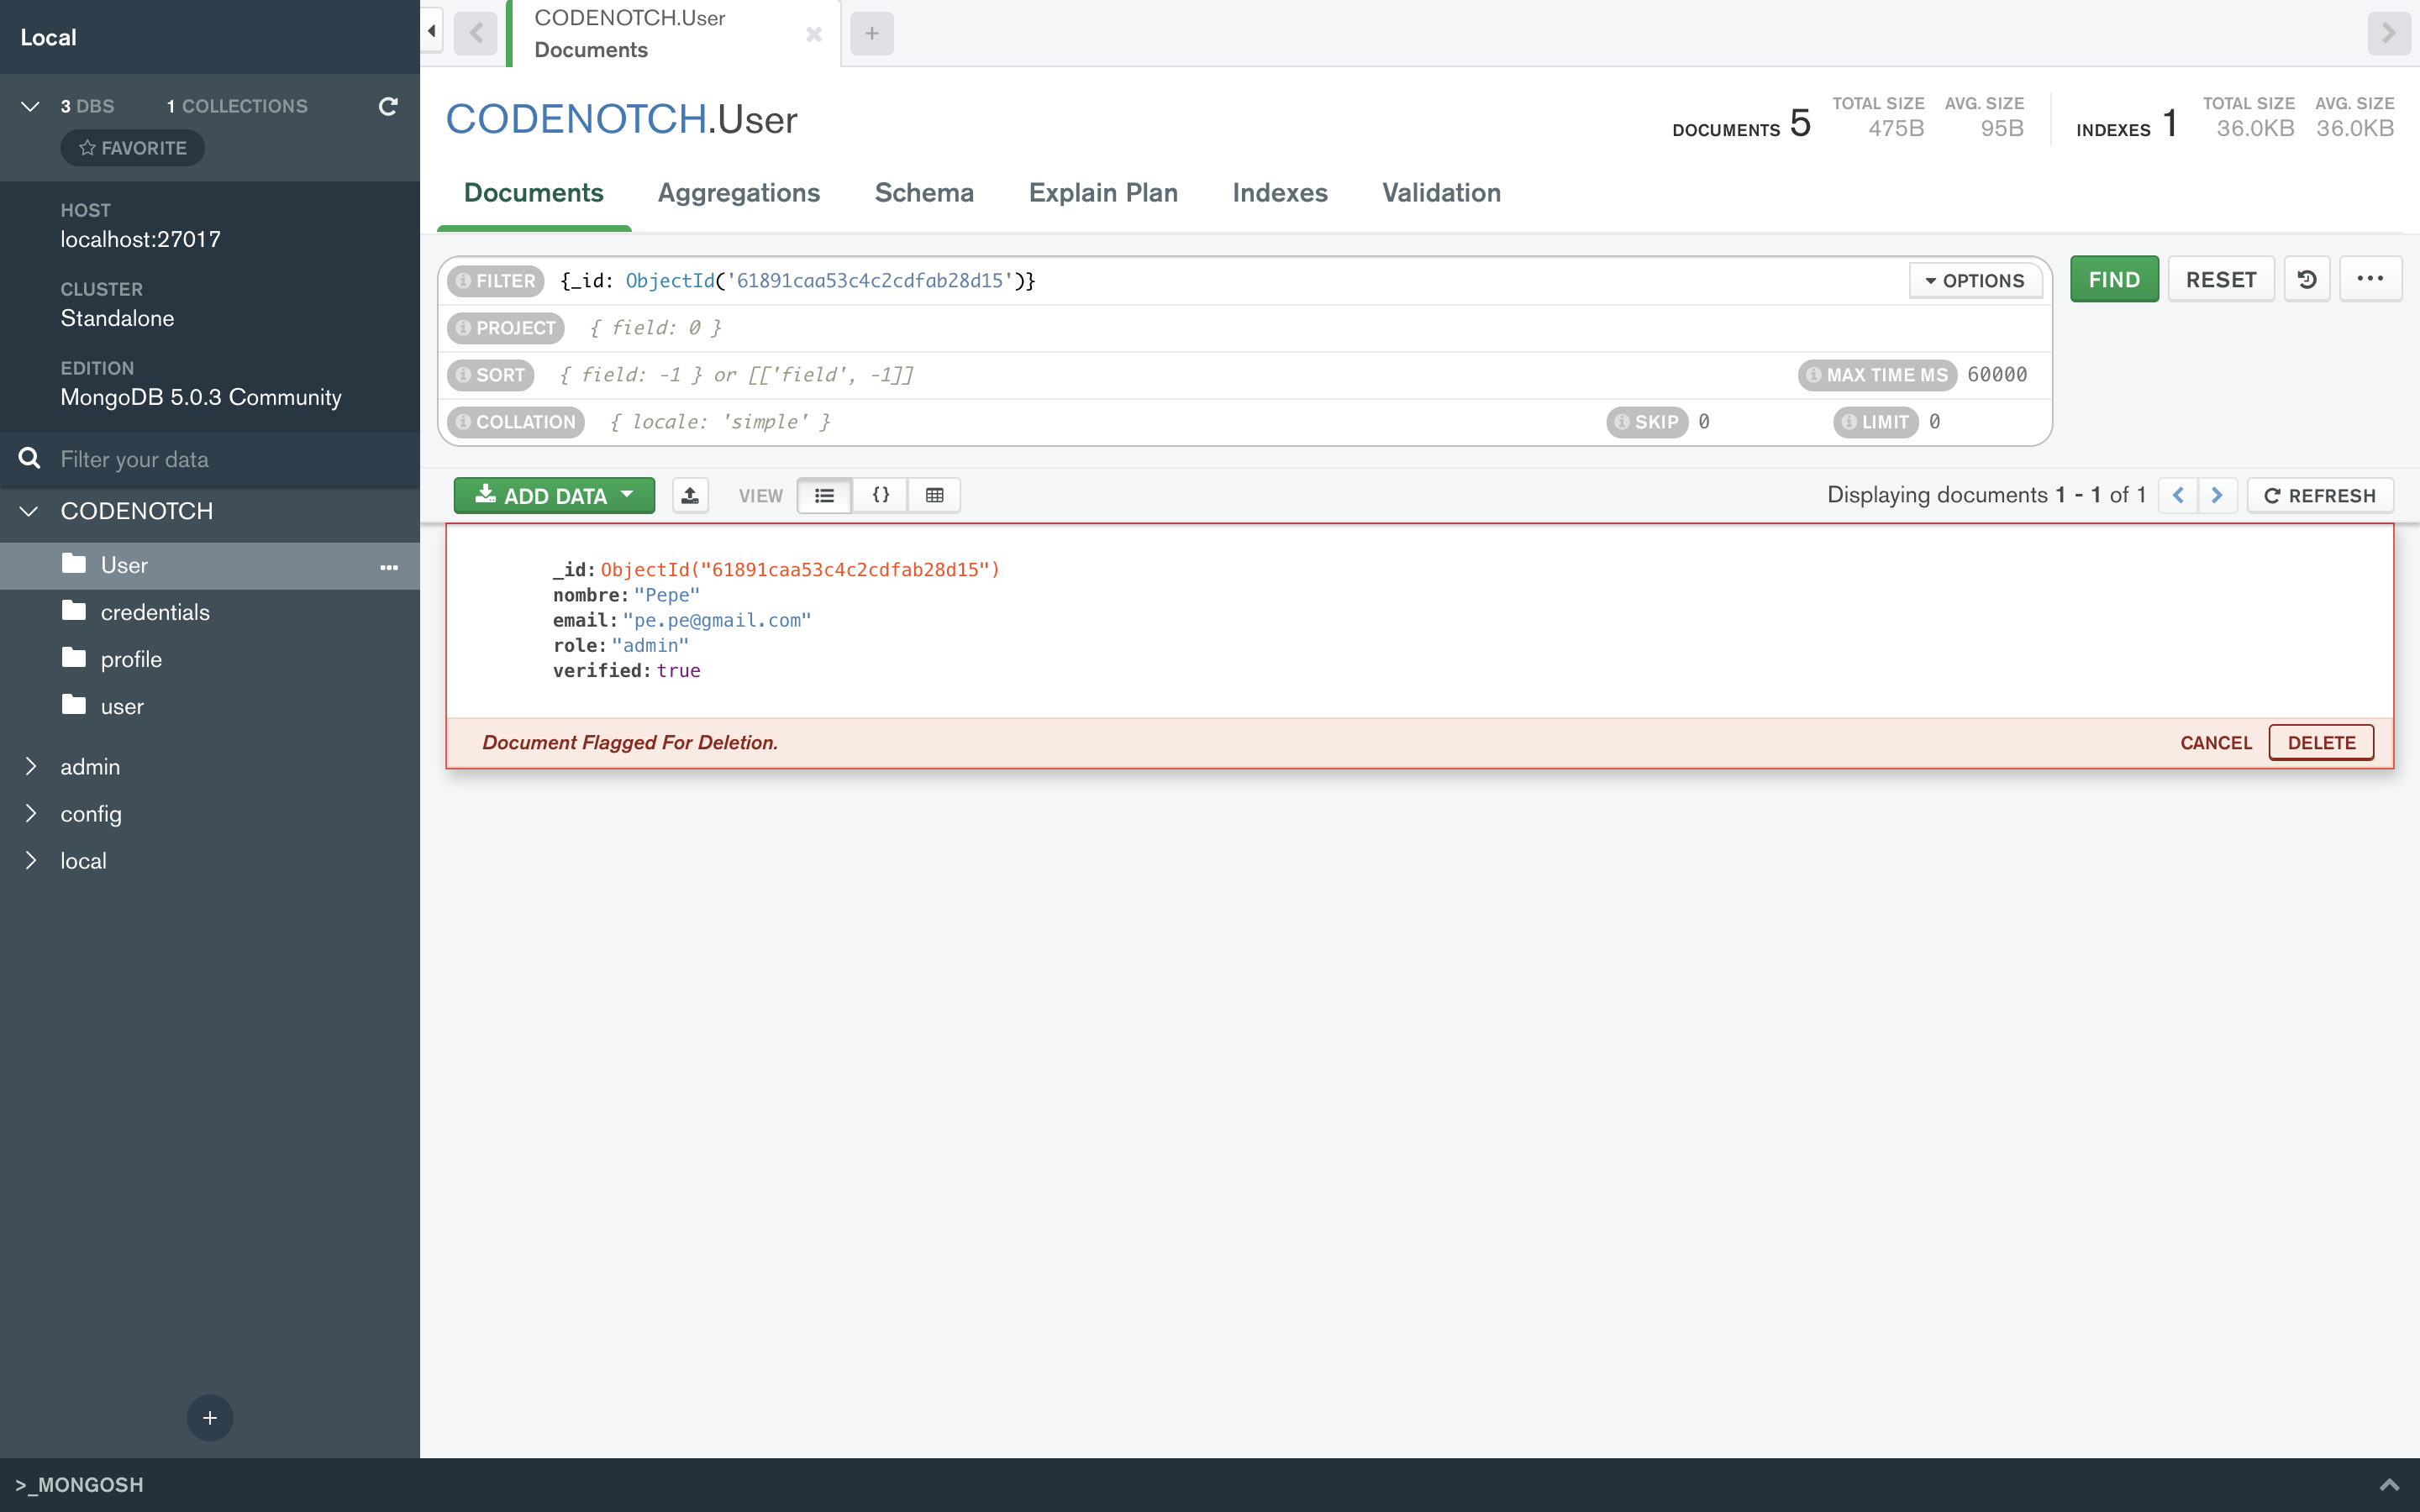 Local
3 DBS 1 COLLECTIONS
FAVORITE
HOST
localhost:27017
CLUSTER
Standalone
EDITION
MongoDB 5.0.3 Community
Filter your data
CODENOTCH
User
credentials
profile
user
admin
config
local
>_MONGOSH
CODENOTCH.User
Documents
CODENOTCH.User
DOCUMENTS 5 TOTAL SIZE 475B AVG. SIZE 95B
INDEXES 1 TOTAL SIZE 36.0KB AVG. SIZE 36.0KB
Documents Aggregations Schema Explain Plan Indexes Validation
FILTER {_id: ObjectId('61891caa53c4c2cdfab28d15')} OPTIONS FIND RESET
PROJECT { field: 0 }
SORT { field: -1 } or [['field', -1]] MAX TIME MS 60000
COLLATION { locale: 'simple' } SKIP 0 LIMIT 0
ADD DATA VIEW {} Displaying documents 1 - 1 of 1 REFRESH
_id: ObjectId("61891caa53c4c2cdfab28d15")
nombre: "Pepe"
email: "pe.pe@gmail.com"
role: "admin"
verified: true
Document Flagged For Deletion. CANCEL DELETE